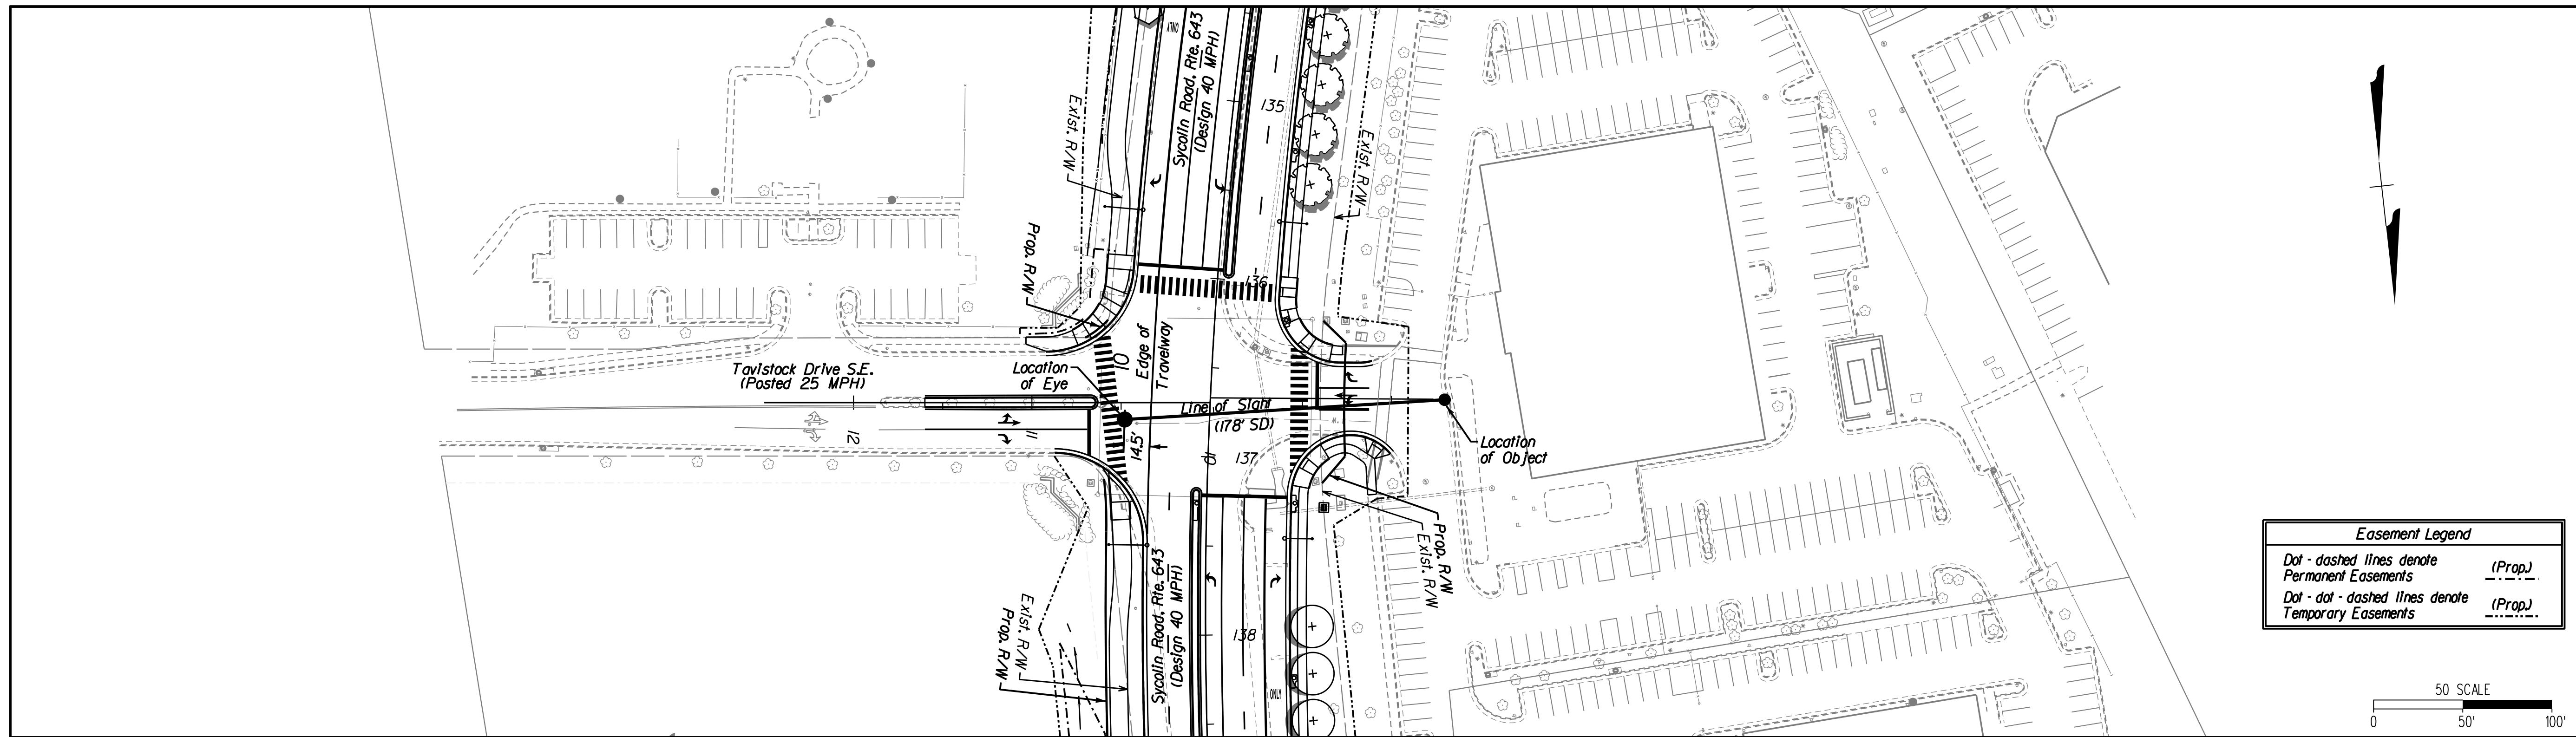 ONLY
Sycolin Road, Rte. 643
(Design 40 MPH)
135
Exist. R/W
Exist. R/W
Prop. R/W
136
10
Edge of
Travelway
Tavistock Drive S.E.
(Posted 25 MPH)
Location
of Eye
Line of Sight
(178' SD)
12
11
14.5'
10
137
Location
of Object
Prop. R/W
Exist. R/W
Sycolin Road, Rte. 643
(Design 40 MPH)
Exist. R/W
Prop. R/W
138
ONLY
Easement Legend
Dot - dashed lines denote
Permanent Easements
(Prop.)
Dot - dot - dashed lines denote
Temporary Easements
(Prop.)
50 SCALE
0 50' 100'